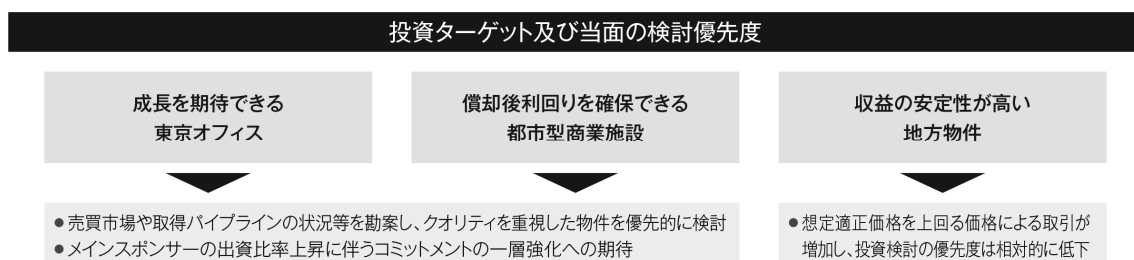 投資ターゲット及び当面の検討優先度
成長を期待できる
東京オフィス
償却後利回りを確保できる
都市型商業施設
収益の安定性が高い
地方物件
●売買市場や取得パイプラインの状況等を勘案し、クオリティを重視した物件を優先的に検討
●メインスポンサーの出資比率上昇に伴うコミットメントの一層強化への期待
●想定適正価格を上回る価格による取引が
増加し、投資検討の優先度は相対的に低下